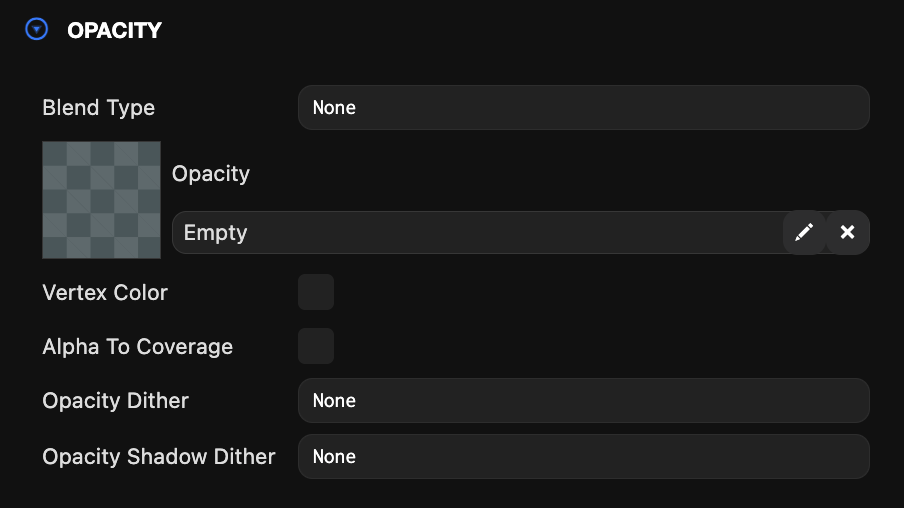 OPACITY
Blend Type
None
Opacity
Empty
Vertex Color
Alpha To Coverage
Opacity Dither
None
Opacity Shadow Dither
None